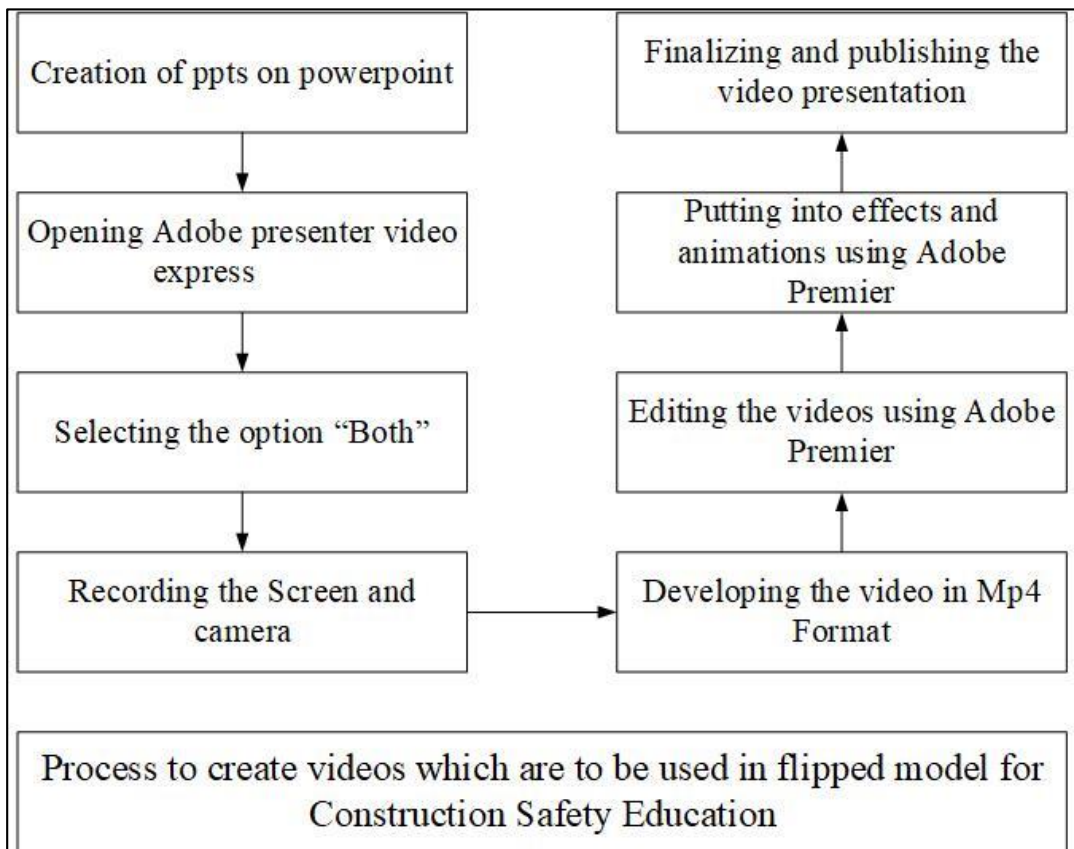 Creation of ppts on powerpoint
Opening Adobe presenter video
express
Selecting the option “Both”
Recording the Screen and
camera
Developing the video in Mp4
Format
Editing the videos using Adobe
Premier
Putting into effects and
animations using Adobe
Premier
Finalizing and publishing the
video presentation
Process to create videos which are to be used in flipped model for
Construction Safety Education